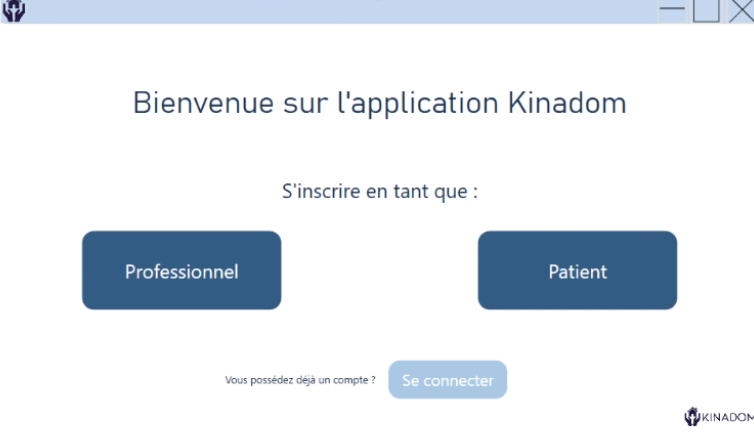 Bienvenue sur l'application Kinadom
S'inscrire en tant que :
Professionnel
Patient
Vous possédez déjà un compte ?
Se connecter
KINADOM